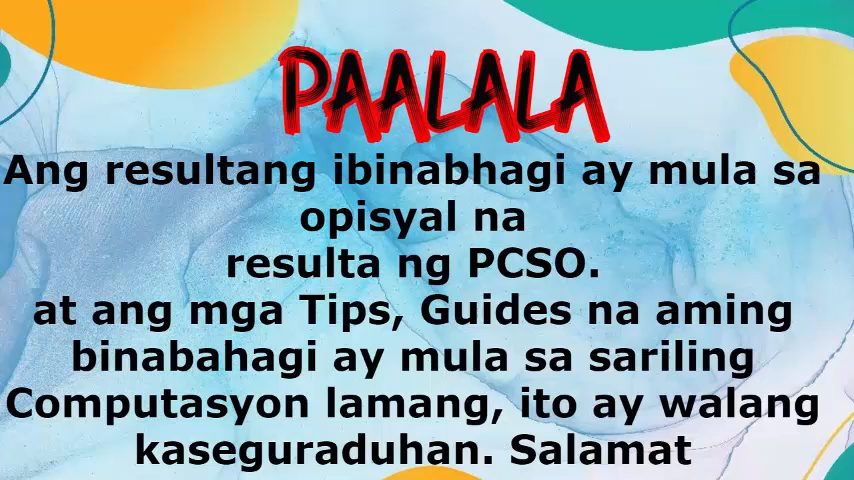 PAALALA
Ang resultang ibinabhagi ay mula sa
opisyal na
resulta ng PCSO.
at ang mga Tips, Guides na aming
binabahagi ay mula sa sariling
Computasyon lamang, ito ay walang
kaseguraduhan. Salamat